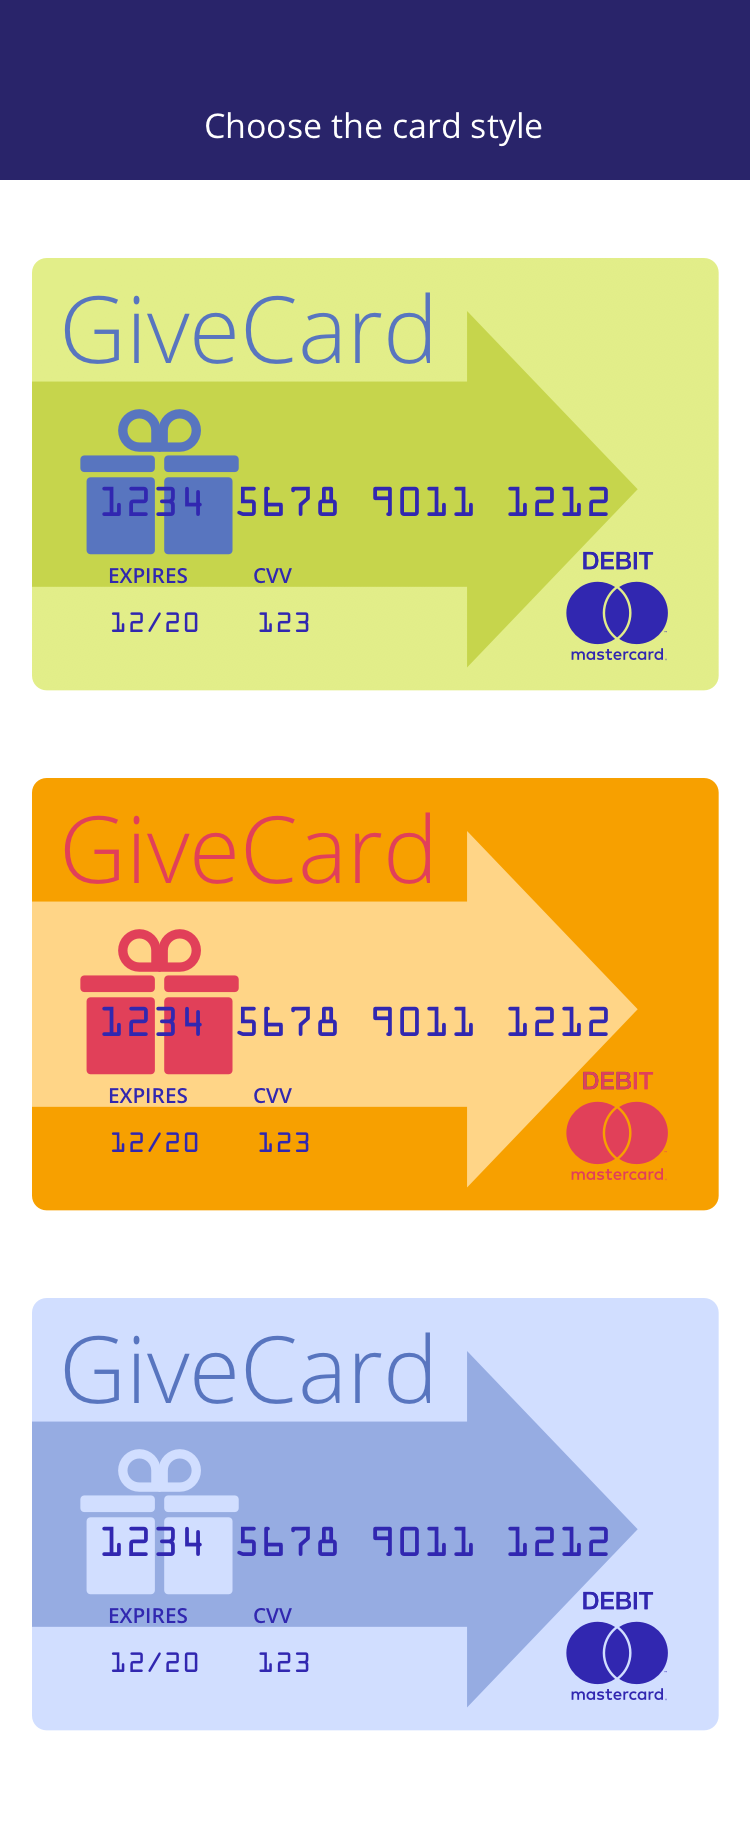 Choose the card style
GiveCard
1234 5678 9011 1212
EXPIRES CVV
DEBIT
12/20 123
mastercard.
GiveCard
1234 5678 9011 1212
EXPIRES CVV
DEBIT
12/20 123
mastercard.
GiveCard
1234 5678 9011 1212
EXPIRES CVV
DEBIT
12/20 123
mastercard.